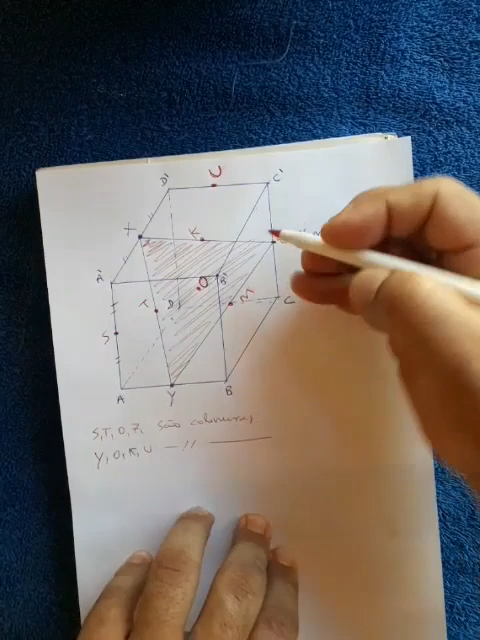 U
D' C'
X K
A' B'
O
T D M C
S
A Y B
S,T,O,Z, são colineares
Y,O,K,U —//—